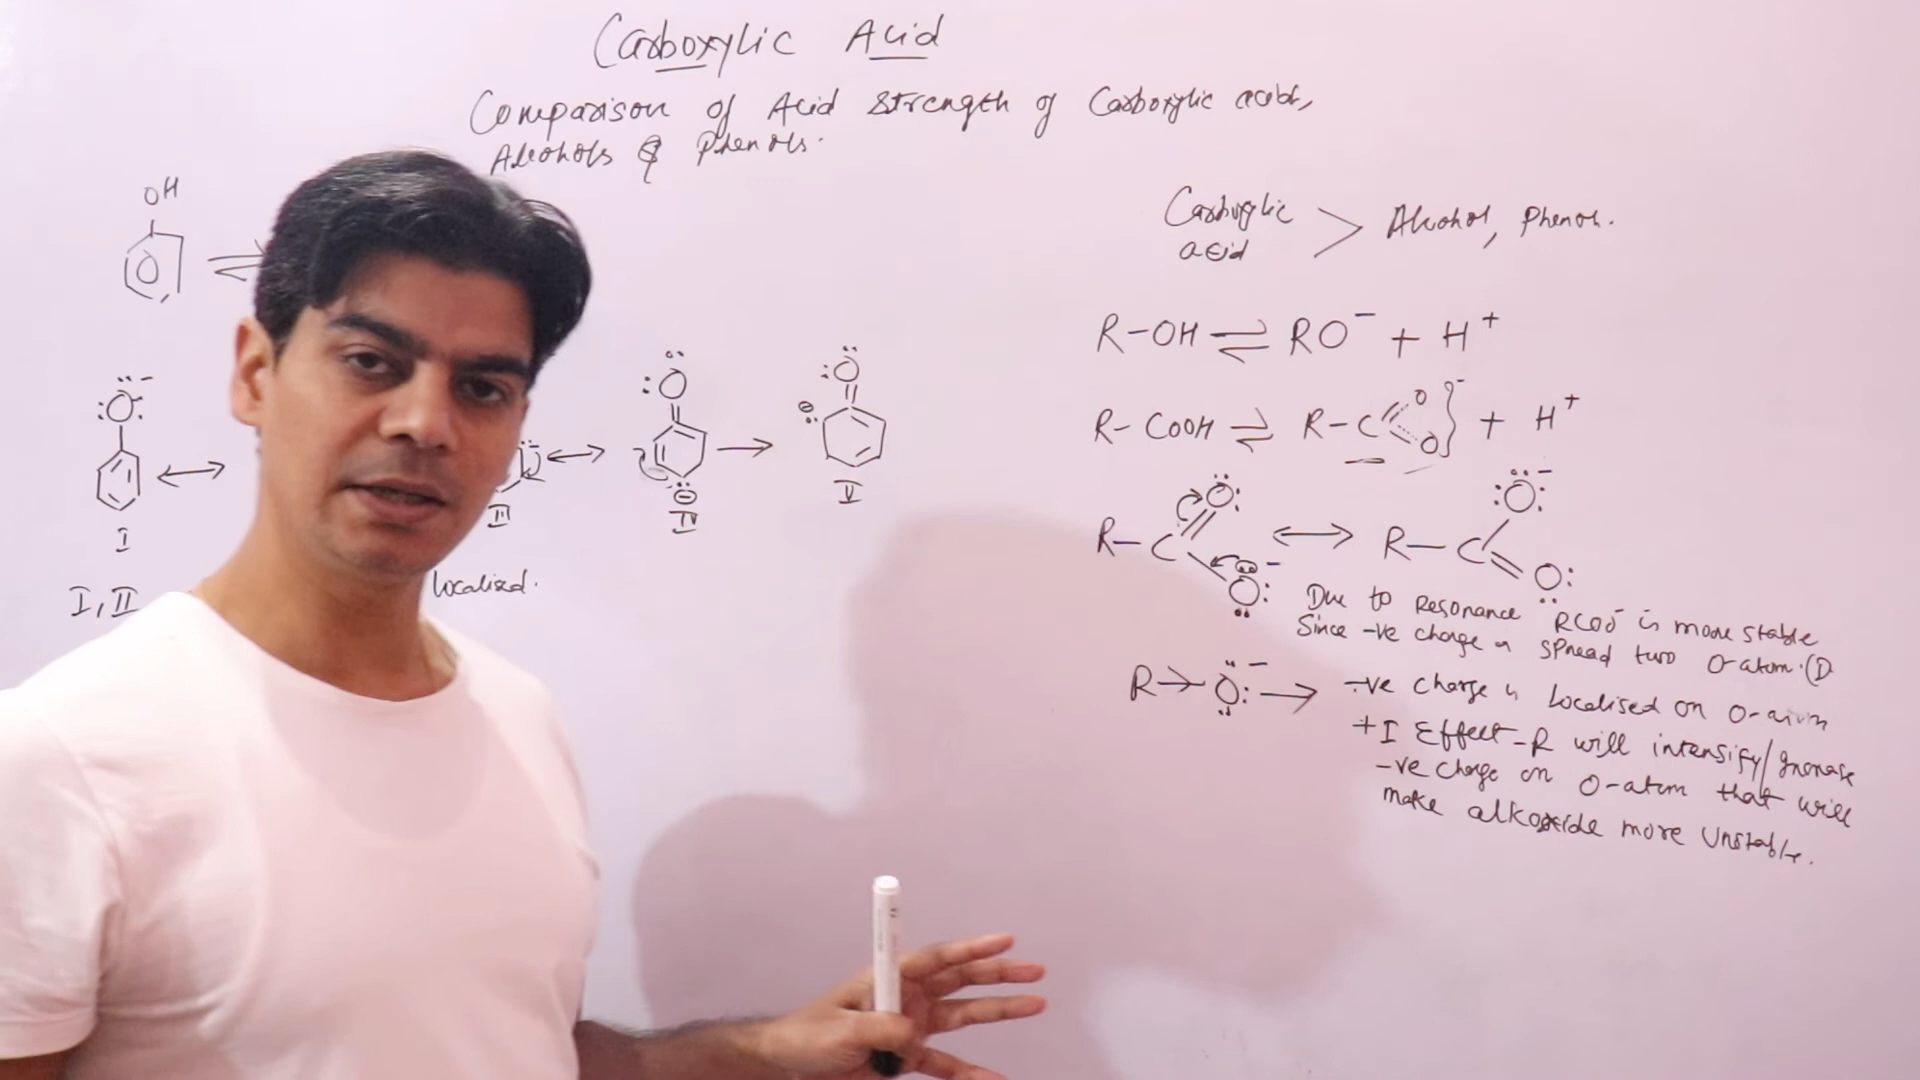 Carboxylic Acid
Comparison of Acid Strength of Carboxylic acids,
Alcohols & Phenols.
OH
Carboxylic acid > Alcohol, Phenol.
R-OH ⇌ RO⁻ + H⁺
R-COOH ⇌ R-C O O ⁻ + H⁺
:Ö:⁻ ↔
I
III
:Ö ↔
⊖
IV
:Ö →
⊖
V
R-C Ö: Ö:⁻ ↔ R-C :Ö:⁻ Ö:
I, II
localised.
Due to Resonance RCOO⁻ is more stable
Since -ve charge is spread two O-atom. (D
R→Ö:⁻ → -ve charge is localised on O-atom
+I Effect -R will intensify/
-ve charge on O-atom that will
make alkoxide more Unstable.